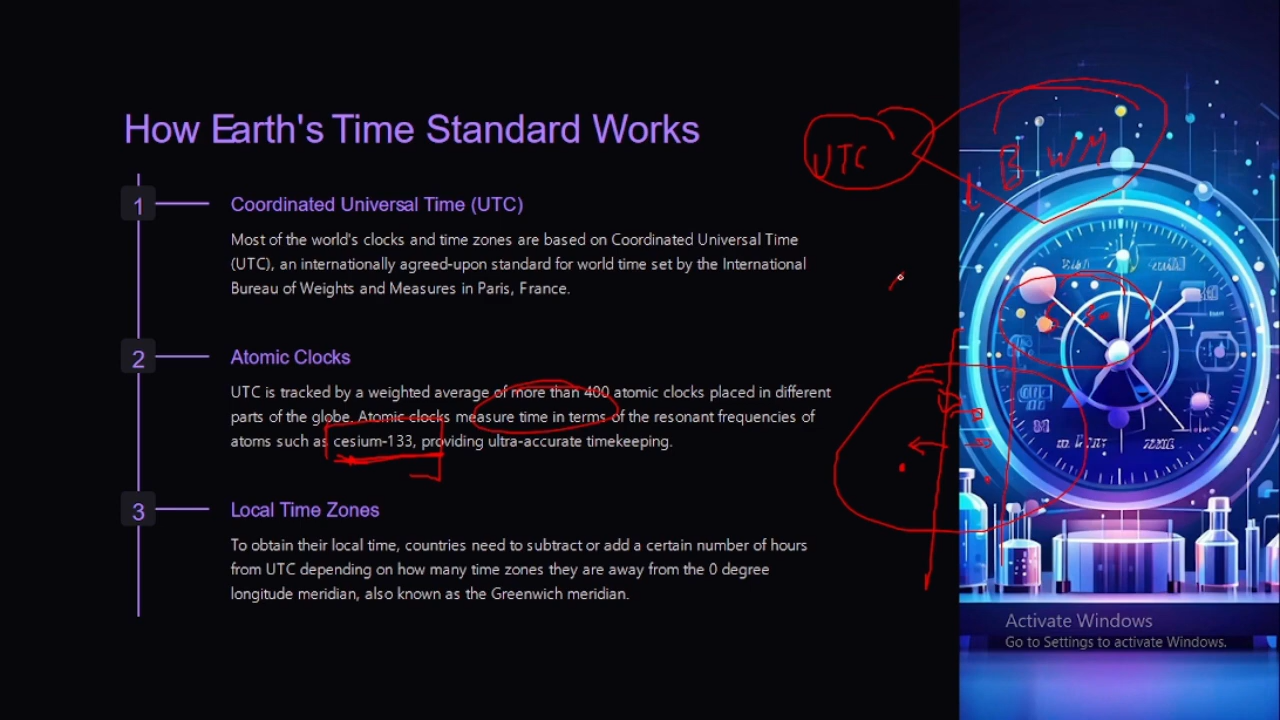 How Earth's Time Standard Works
1
Coordinated Universal Time (UTC)
Most of the world's clocks and time zones are based on Coordinated Universal Time
(UTC), an internationally agreed-upon standard for world time set by the International
Bureau of Weights and Measures in Paris, France.
2
Atomic Clocks
UTC is tracked by a weighted average of more than 400 atomic clocks placed in different
parts of the globe. Atomic clocks measure time in terms of the resonant frequencies of
atoms such as cesium-133, providing ultra-accurate timekeeping.
3
Local Time Zones
To obtain their local time, countries need to subtract or add a certain number of hours
from UTC depending on how many time zones they are away from the 0 degree
longitude meridian, also known as the Greenwich meridian.
UTC
B W M
Activate Windows
Go to Settings to activate Windows.